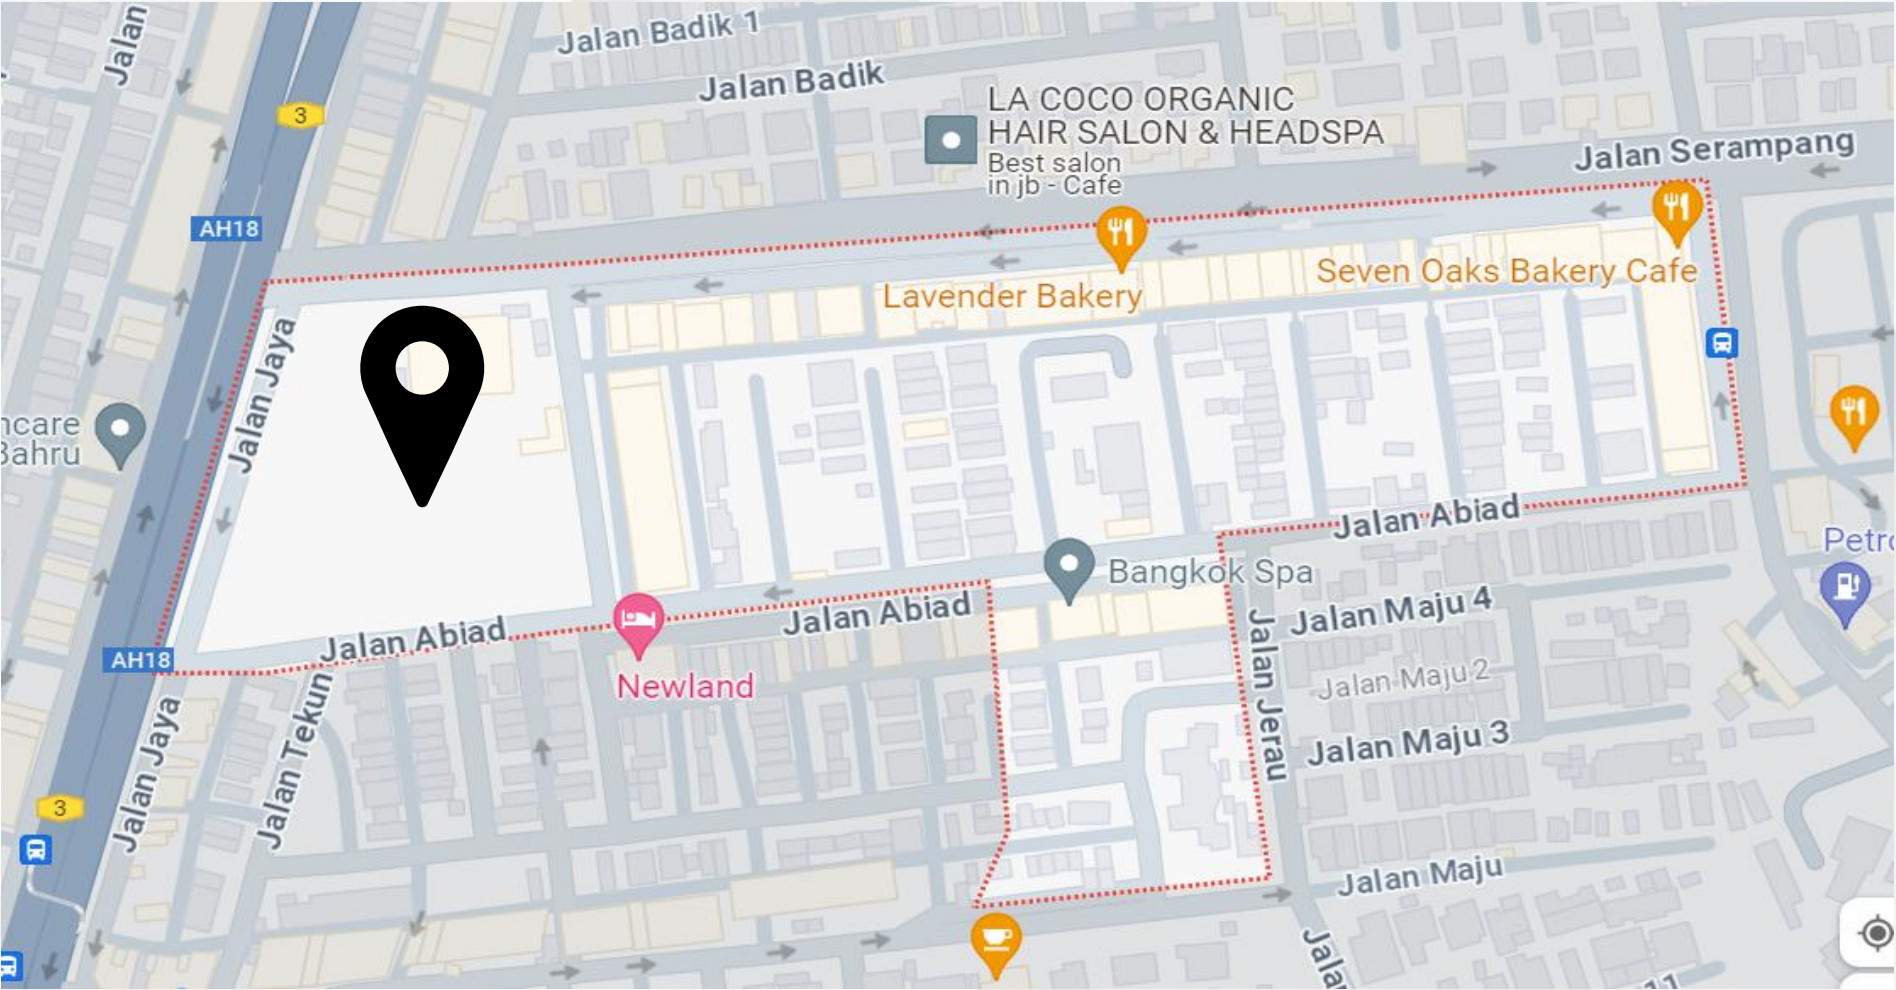 Jalan
Jalan Badik 1
Jalan Badik
3
LA COCO ORGANIC
HAIR SALON & HEADSPA
Best salon
in jb - Cafe
Jalan Serampang
AH18
Seven Oaks Bakery Cafe
Lavender Bakery
Jalan Jaya
ncare
Bahru
Jalan Abiad
Petro
Bangkok Spa
Jalan Abiad
Jalan Maju 4
Jalan Abiad
AH18
Newland
Jalan Jerau
Jalan Maju 2
Jalan Maju 3
Jalan Jaya
Jalan Tekun
3
Jalan Maju
Jala
11